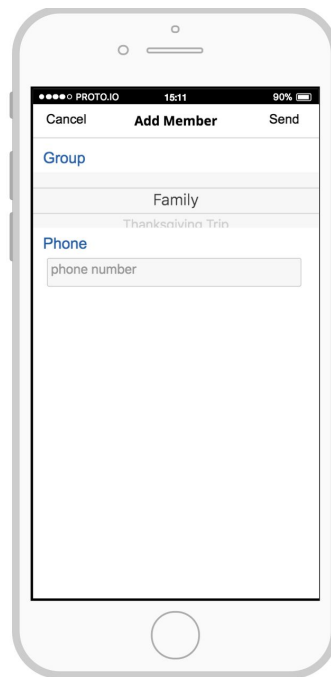 PROTO.IO 15:11 90%
Cancel Add Member Send
Group
Family
Thanksgiving Trip
Phone
phone number